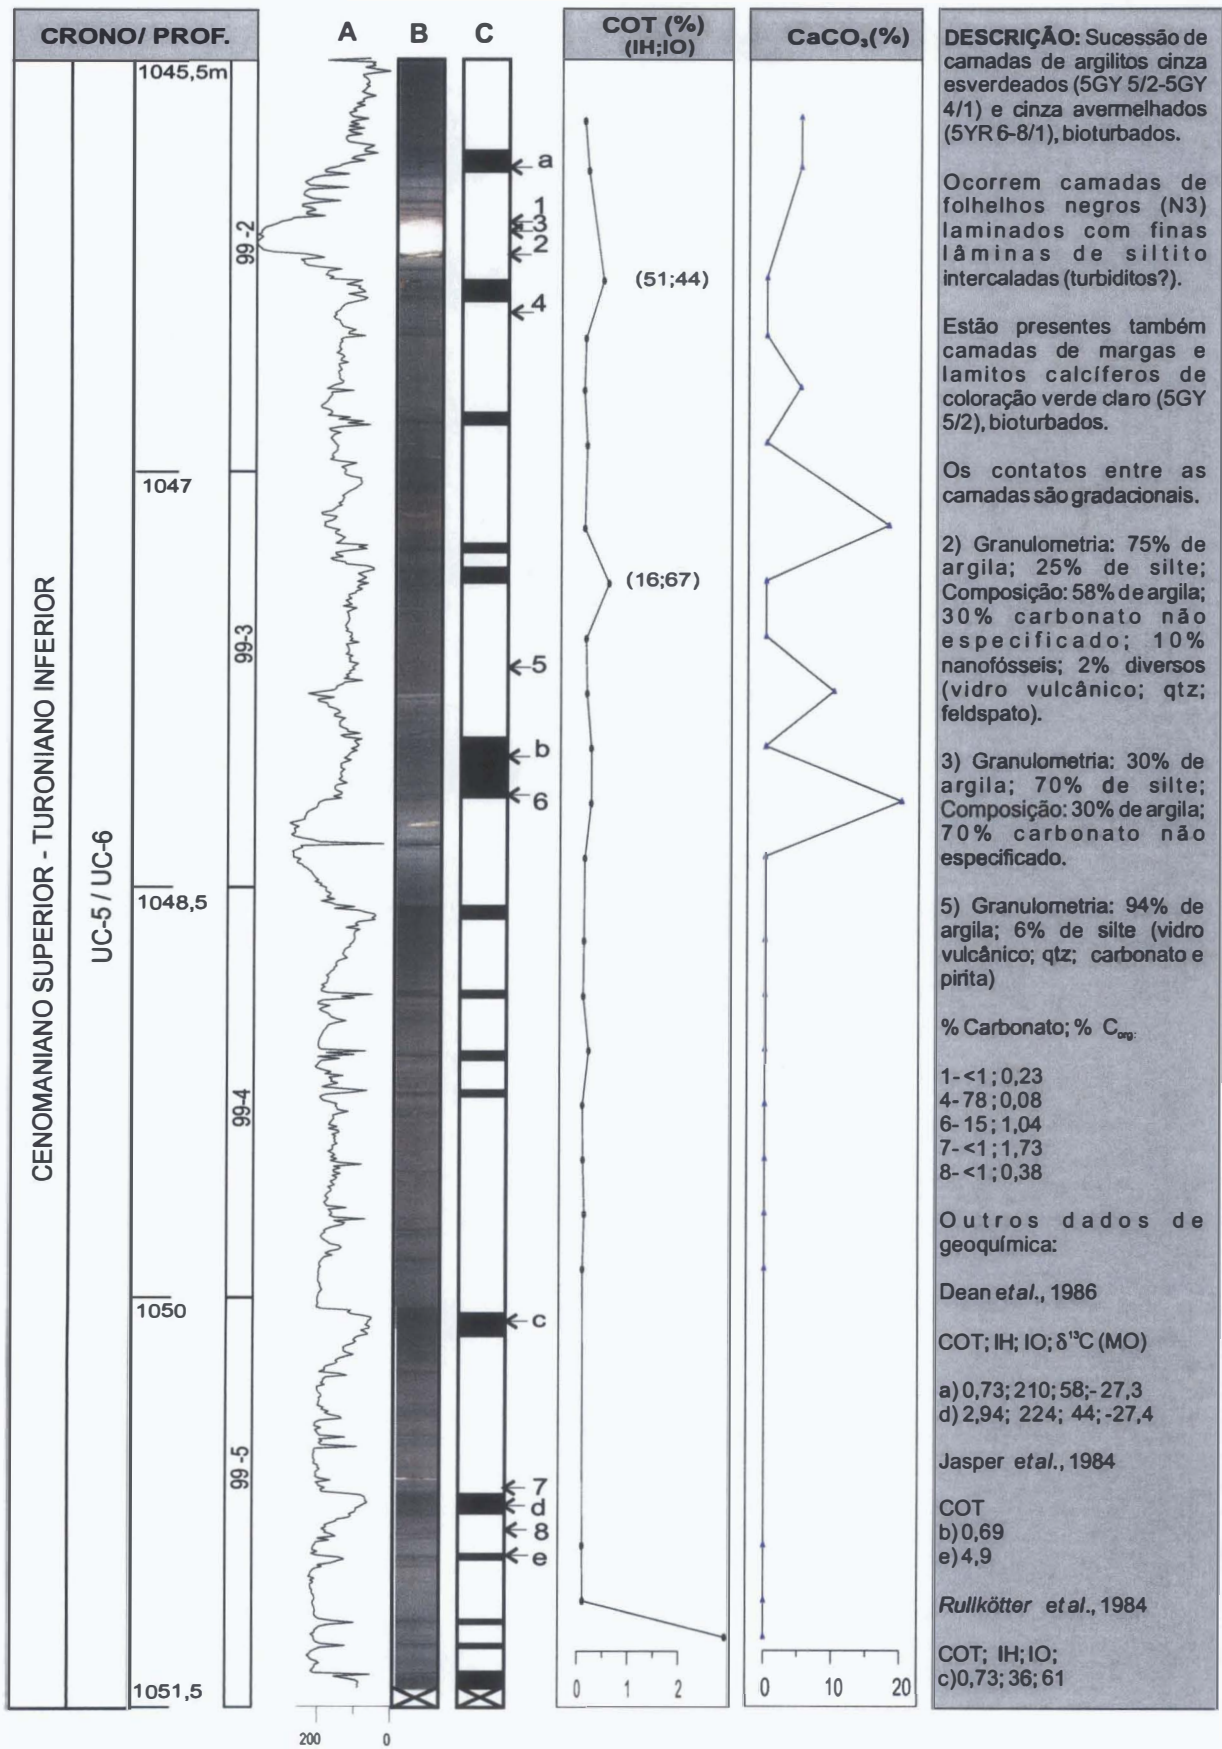 CRONO/ PROF.
A
B
C
COT (%)
(IH;IO)
CaCO₃(%)
1045,5m
1047
1048,5
1050
1051,5
CENOMANIANO SUPERIOR - TURONIANO INFERIOR
UC-5 / UC-6
99-2
99-3
99-4
99-5
a
1
3
2
4
5
b
6
c
7
d
8
e
(51;44)
(16;67)
200
0
0
1
2
0
10
20
DESCRIÇÃO: Sucessão de
camadas de argilitos cinza
esverdeados (5GY 5/2-5GY
4/1) e cinza avermelhados
(5YR 6-8/1), bioturbados.
Ocorrem camadas de
folhelhos negros (N3)
laminados com finas
lâminas de siltito
intercaladas (turbiditos?).
Estão presentes também
camadas de margas e
lamitos calcíferos de
coloração verde claro (5GY
5/2), bioturbados.
Os contatos entre as
camadas são gradacionais.
2) Granulometria: 75% de
argila; 25% de silte;
Composição: 58% de argila;
30% carbonato não
especificado; 10%
nanofósseis; 2% diversos
(vidro vulcânico; qtz;
feldspato).
3) Granulometria: 30% de
argila; 70% de silte;
Composição: 30% de argila;
70% carbonato não
especificado.
5) Granulometria: 94% de
argila; 6% de silte (vidro
vulcânico; qtz; carbonato e
pirita)
% Carbonato; % Corg:
1- <1; 0,23
4- 78; 0,08
6- 15; 1,04
7- <1; 1,73
8- <1; 0,38
Outros dados de
geoquímica:
Dean et al., 1986
COT; IH; IO; δ¹³C (MO)
a) 0,73; 210; 58; -27,3
d) 2,94; 224; 44; -27,4
Jasper et al., 1984
COT
b) 0,69
e) 4,9
Rullkötter et al., 1984
COT; IH; IO;
c) 0,73; 36; 61